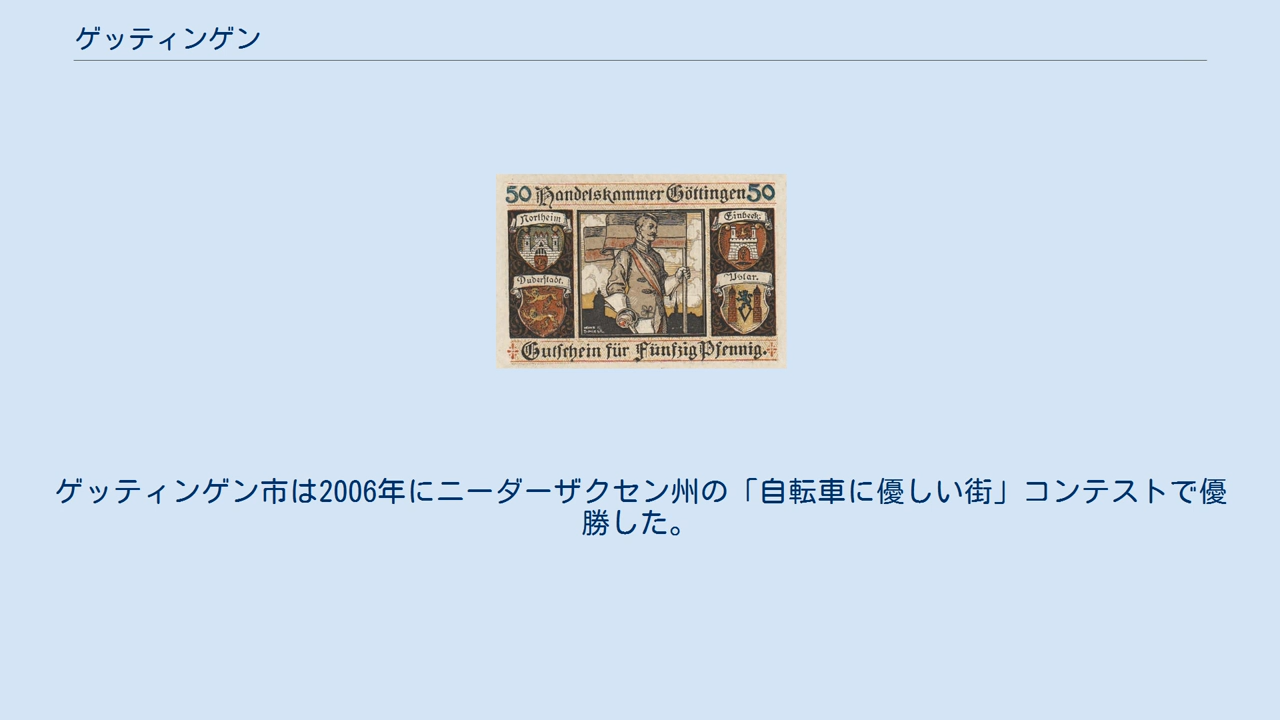 ゲッティンゲン
50 Handelskammer Göttingen 50
Northeim
Einbeck.
Duderstadt.
Uslar.
Gutschein für Fünfzig Pfennig.
ゲッティンゲン市は2006年にニーダーザクセン州の「自転車に優しい街」コンテストで優
勝した。